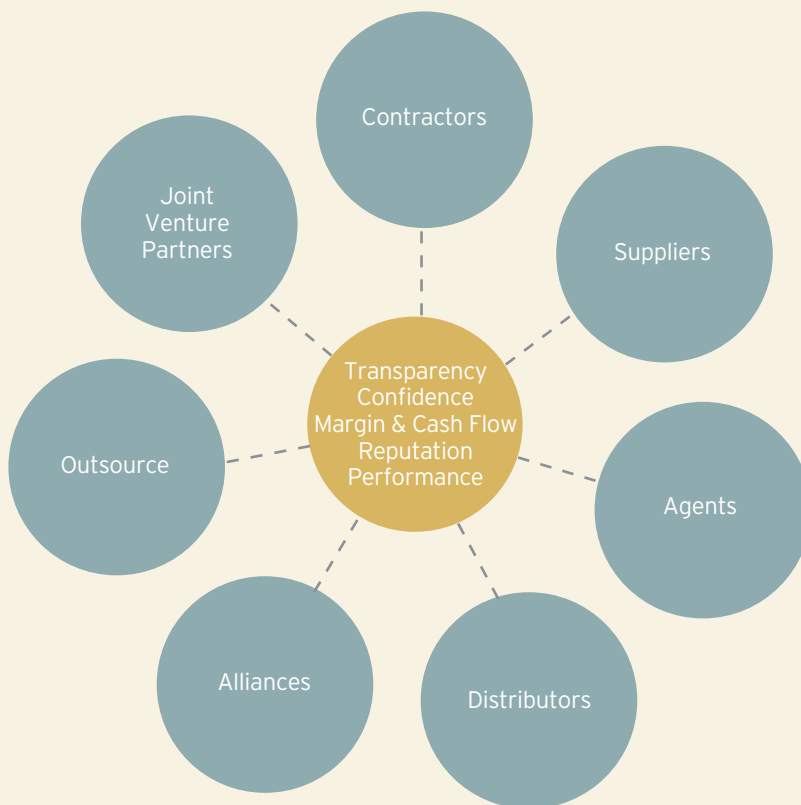 Contractors
Joint
Venture
Partners
Suppliers
Transparency
Confidence
Margin & Cash Flow
Reputation
Performance
Outsource
Agents
Alliances
Distributors